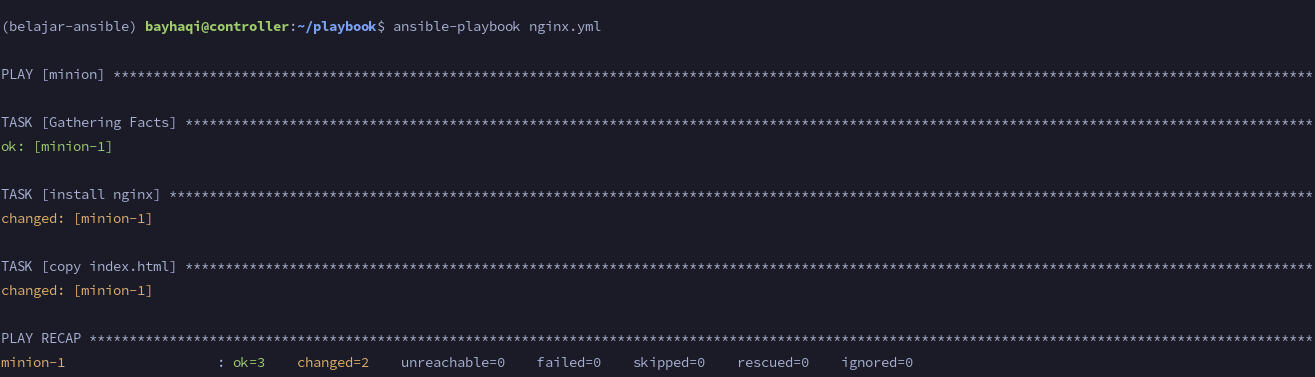 (belajar-ansible) bayhaqi@controller:~/playbook$ ansible-playbook nginx.yml
PLAY [minion] ******************************************************************************************************************************************************
TASK [Gathering Facts] *********************************************************************************************************************************************
ok: [minion-1]
TASK [install nginx] ***********************************************************************************************************************************************
changed: [minion-1]
TASK [copy index.html] *********************************************************************************************************************************************
changed: [minion-1]
PLAY RECAP *********************************************************************************************************************************************************
minion-1                   : ok=3    changed=2    unreachable=0    failed=0    skipped=0    rescued=0    ignored=0